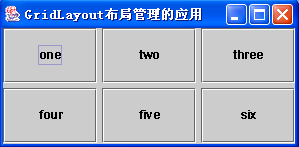 GridLayout布局管理的应用
one two three
four five six